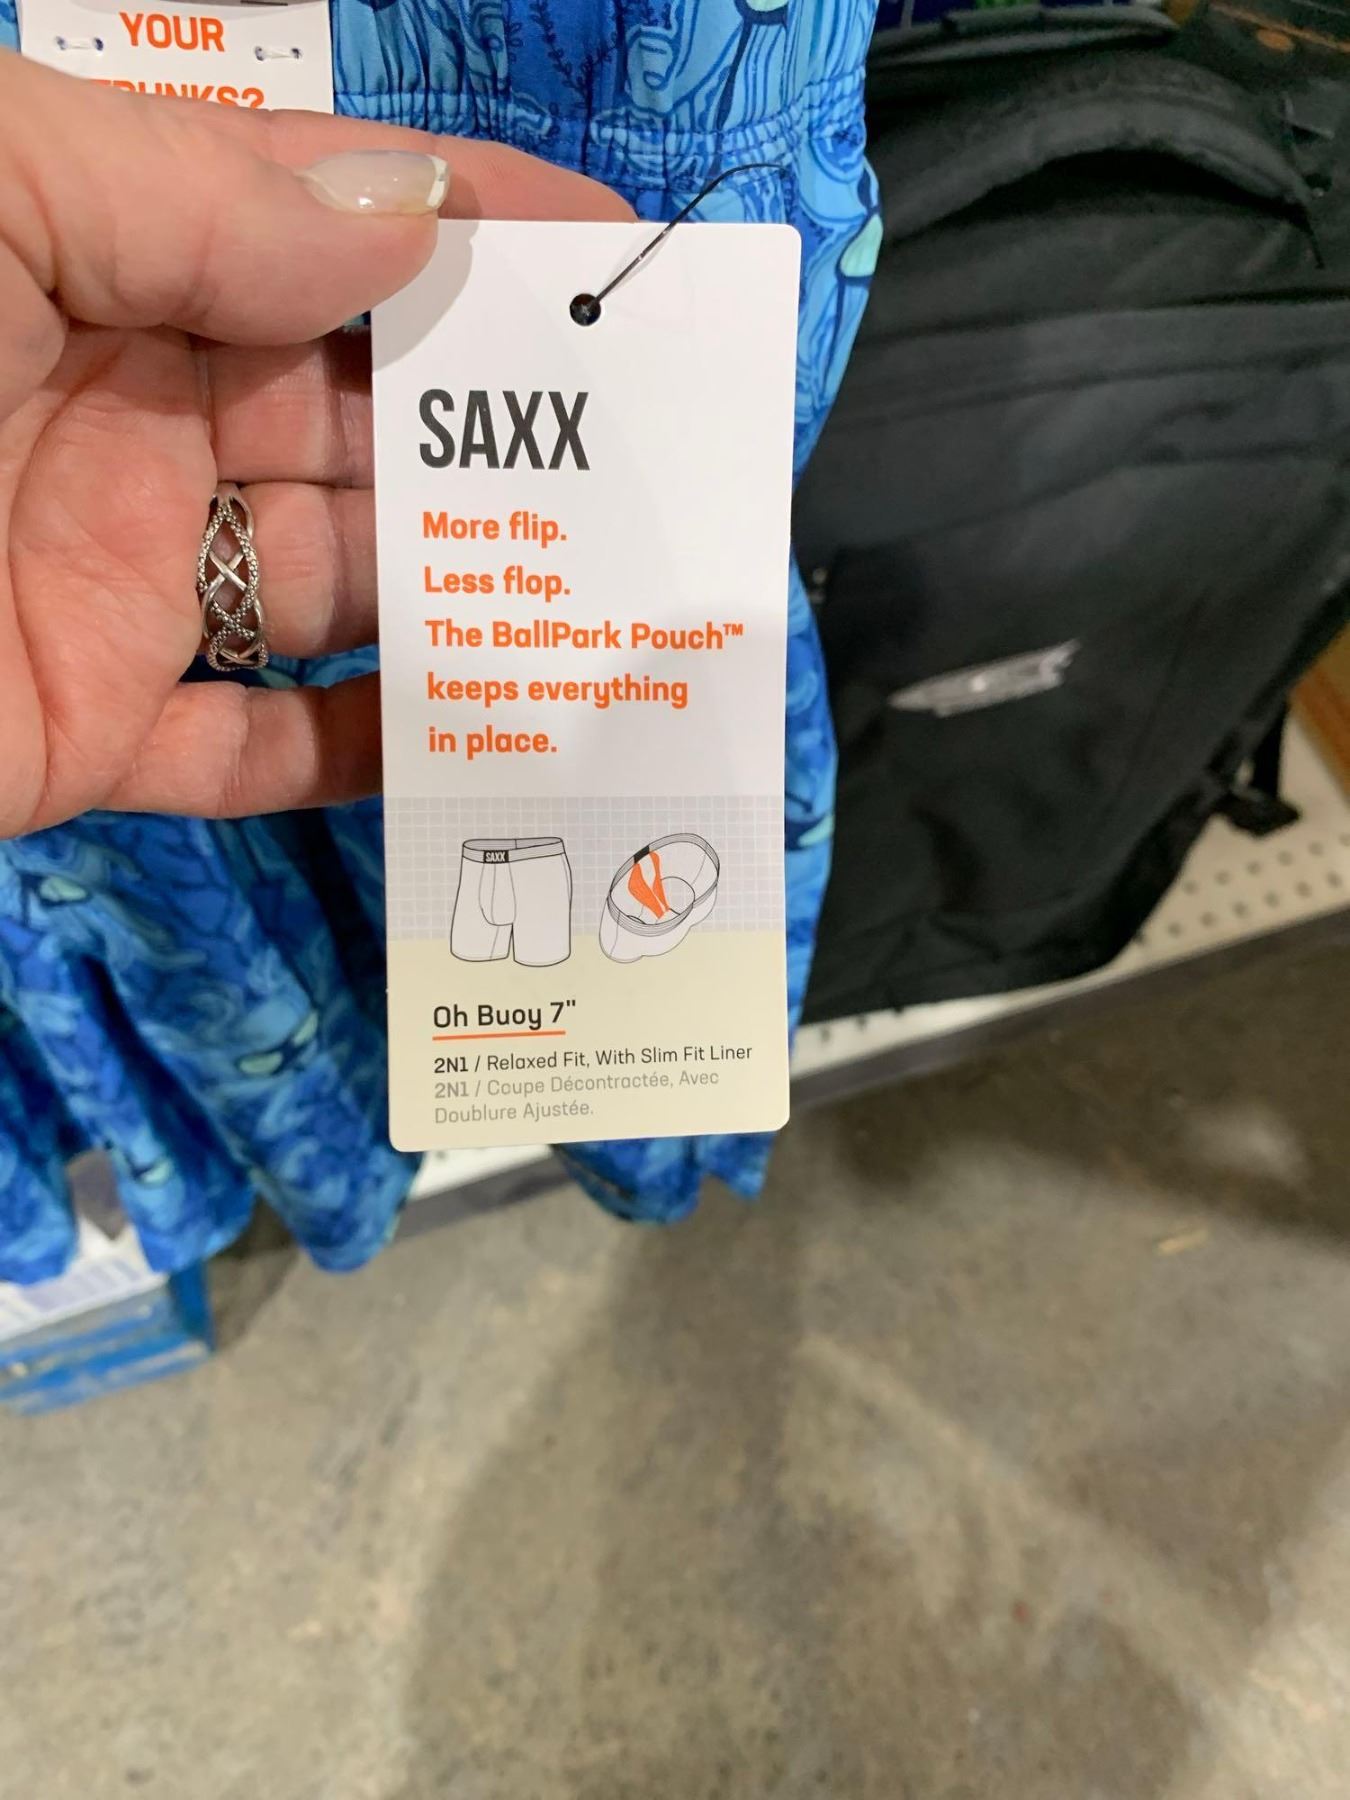 YOUR
TRUNKS?
SAXX
More flip.
Less flop.
The BallPark Pouch™
keeps everything
in place.
SAXX
Oh Buoy 7"
2N1 / Relaxed Fit, With Slim Fit Liner
2N1 / Coupe Décontractée, Avec
Doublure Ajustée.